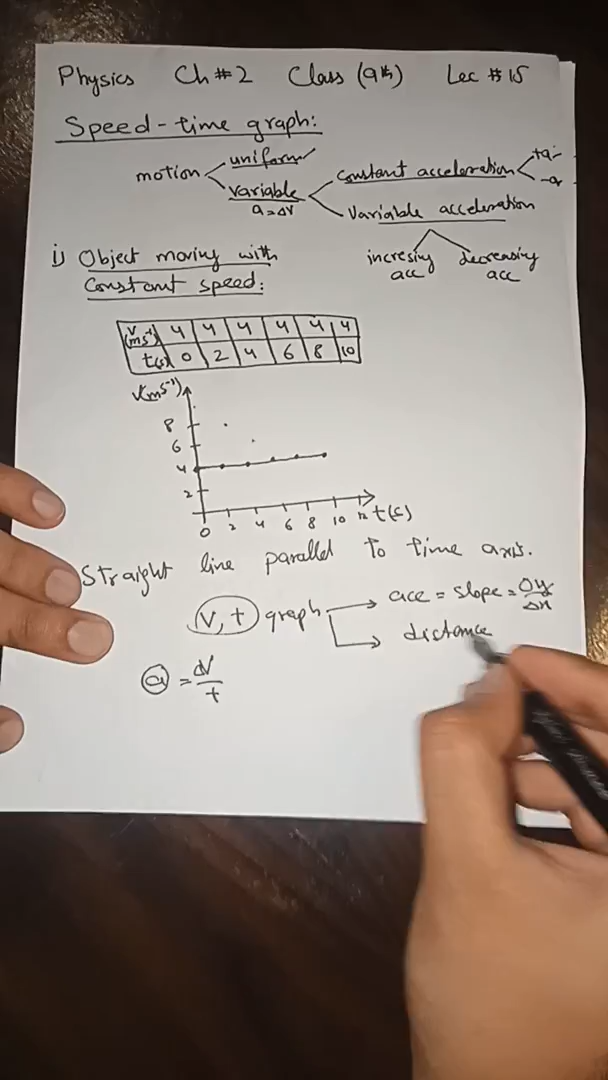 Physics Ch #2 Class (9th) Lec #15
Speed-time graph:
motion uniform variable a=ΔV
Constant acceleration +a -a
Variable acceleration
incresing acc decreasing acc
i) Object moving with
Constant speed:
V(ms⁻¹) 4 4 4 4 4 4
t(s) 0 2 4 6 8 10
V(ms⁻¹)
8
6
4
2
0 2 4 6 8 10 12 t(s)
Straight line parallel to time axis.
(V, t) graph → acc = slope = Δy/Δx
→ distance
a = ΔV/t